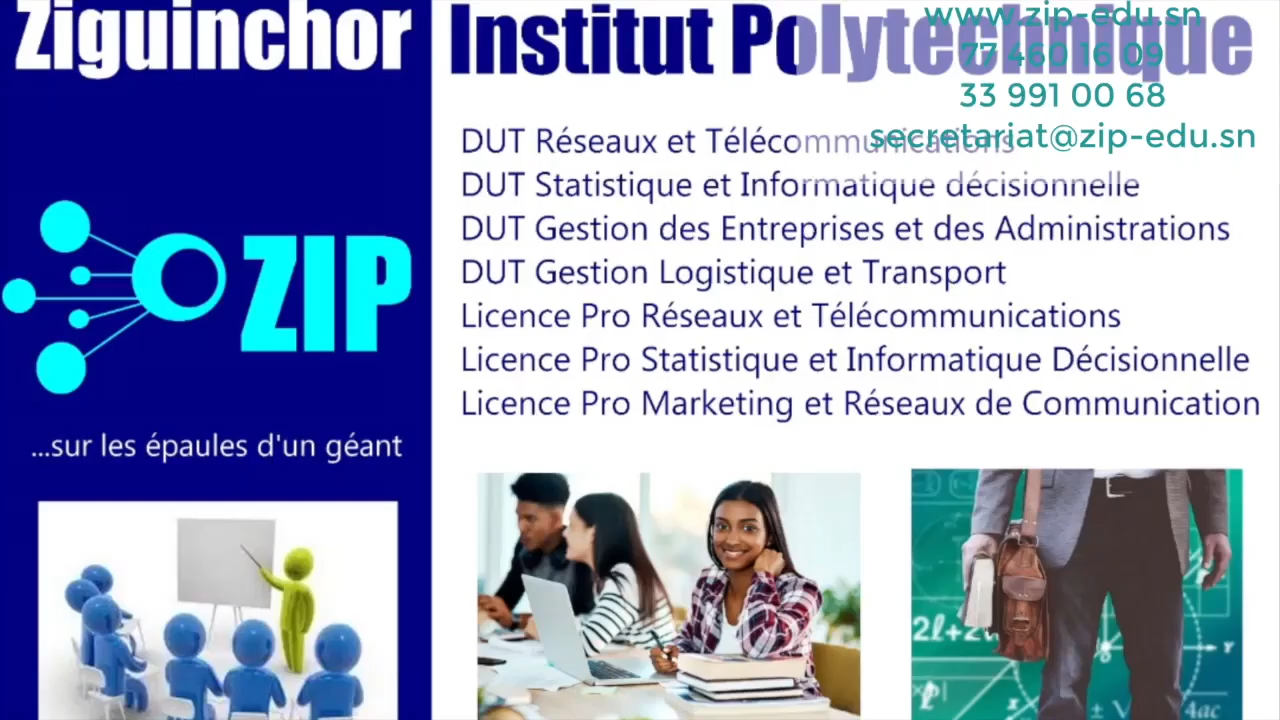 Ziguinchor
Institut Polytechnique
www.zip-edu.sn
77 460 16 09
33 991 00 68
secretariat@zip-edu.sn
DUT Réseaux et Télécommunications
DUT Statistique et Informatique décisionnelle
DUT Gestion des Entreprises et des Administrations
DUT Gestion Logistique et Transport
Licence Pro Réseaux et Télécommunications
Licence Pro Statistique et Informatique Décisionnelle
Licence Pro Marketing et Réseaux de Communication
ZIP
...sur les épaules d'un géant
4ac